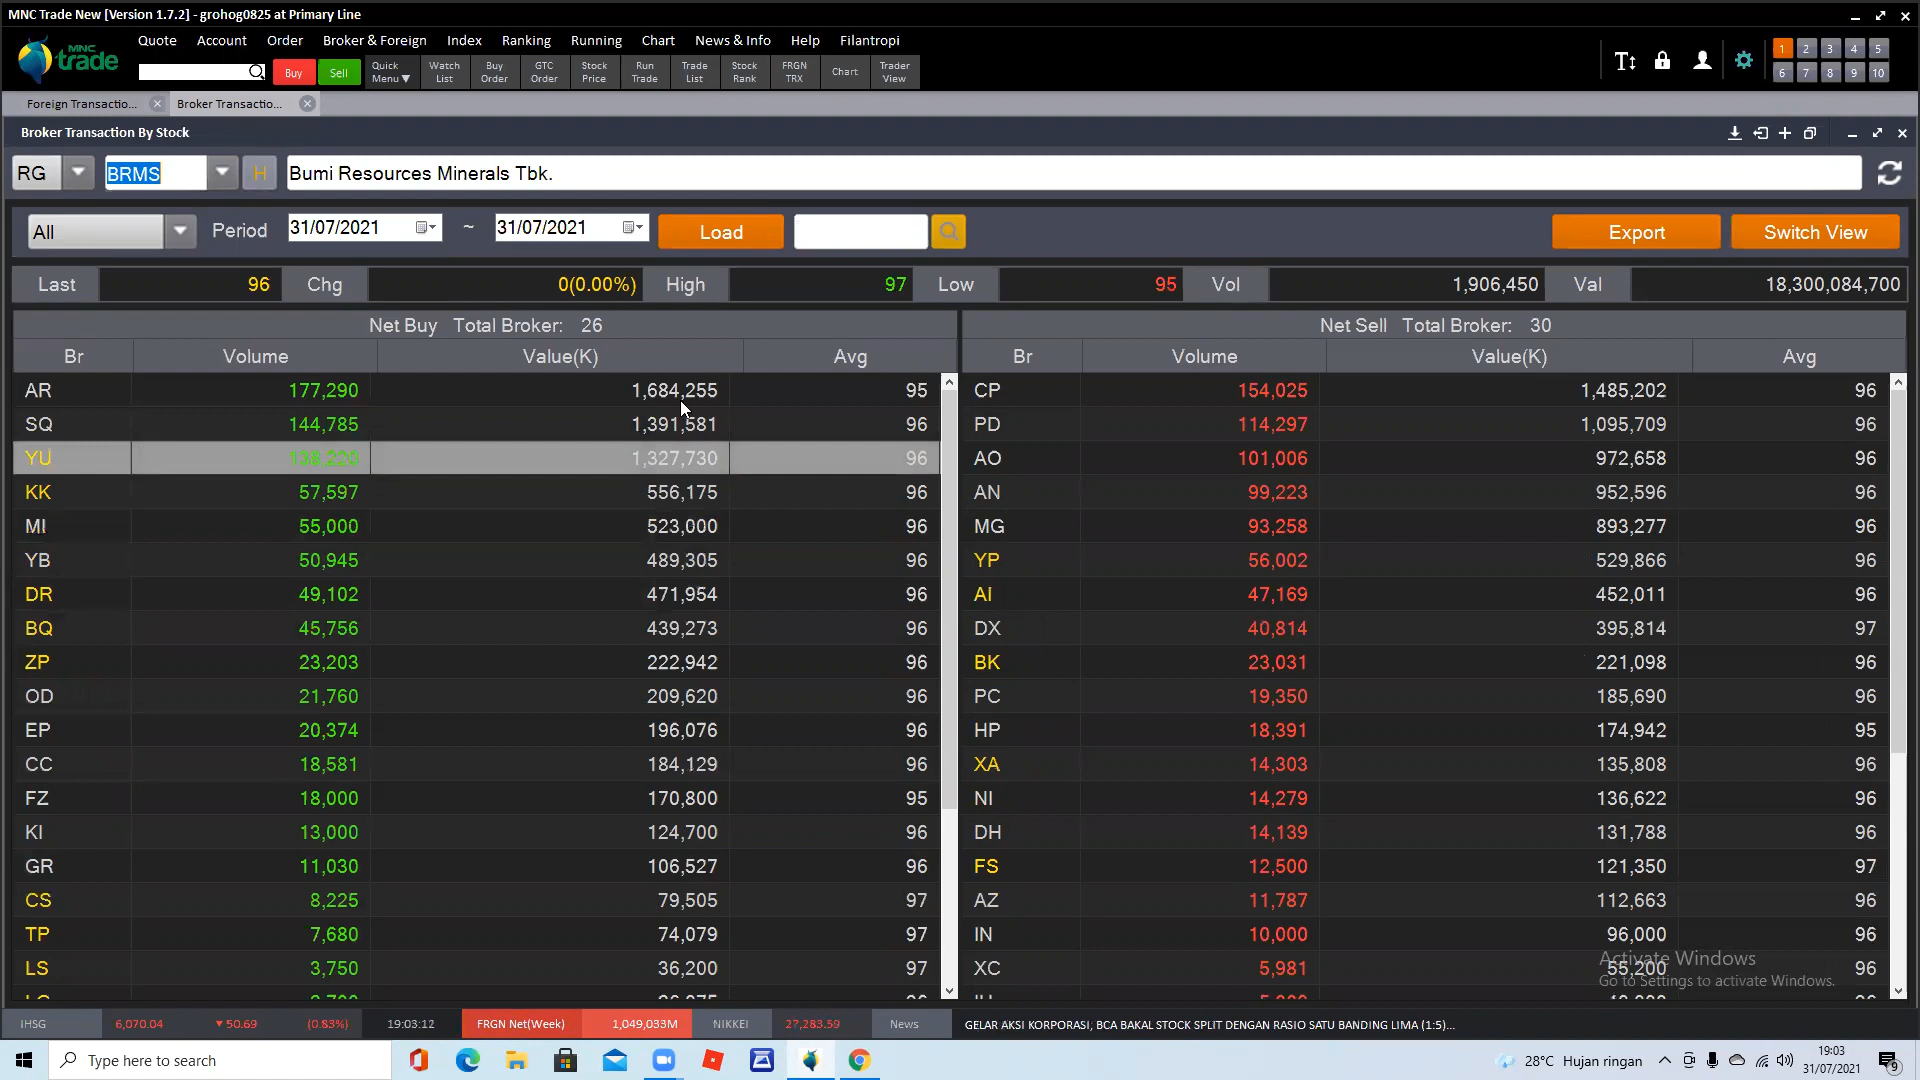 MNC Trade New [Version 1.7.2] - grohog0825 at Primary Line
MNC trade
Quote Account Order Broker & Foreign Index Ranking Running Chart News & Info Help Filantropi
Buy Sell Quick Menu▼ Watch List Buy Order GTC Order Stock Price Run Trade Trade List Stock Rank FRGN TRX Chart Trader View
1 2 3 4 5
6 7 8 9 10
Foreign Transactio... Broker Transactio...
Broker Transaction By Stock
RG BRMS H Bumi Resources Minerals Tbk.
All Period 31/07/2021 ~ 31/07/2021 Load Export Switch View
Last 96 Chg 0(0.00%) High 97 Low 95 Vol 1,906,450 Val 18,300,084,700
Net Buy Total Broker: 26 Net Sell Total Broker: 30
Br Volume Value(K) Avg Br Volume Value(K) Avg
AR 177,290 1,684,255 95 CP 154,025 1,485,202 96
SQ 144,785 1,391,581 96 PD 114,297 1,095,709 96
YU 138,220 1,327,730 96 AO 101,006 972,658 96
KK 57,597 556,175 96 AN 99,223 952,596 96
MI 55,000 523,000 96 MG 93,258 893,277 96
YB 50,945 489,305 96 YP 56,002 529,866 96
DR 49,102 471,954 96 AI 47,169 452,011 96
BQ 45,756 439,273 96 DX 40,814 395,814 97
ZP 23,203 222,942 96 BK 23,031 221,098 96
OD 21,760 209,620 96 PC 19,350 185,690 96
EP 20,374 196,076 96 HP 18,391 174,942 95
CC 18,581 184,129 96 XA 14,303 135,808 96
FZ 18,000 170,800 95 NI 14,279 136,622 96
KI 13,000 124,700 96 DH 14,139 131,788 96
GR 11,030 106,527 96 FS 12,500 121,350 97
CS 8,225 79,505 97 AZ 11,787 112,663 96
TP 7,680 74,079 97 IN 10,000 96,000 96
LS 3,750 36,200 97 XC 5,981 55,200 96
Activate Windows
Go to Settings to activate Windows.
IHSG 6,070.04 ▼50.69 (0.83%) 19:03:12 FRGN Net(Week) 1,049,033M NIKKEI 27,283.59 News GELAR AKSI KORPORASI, BCA BAKAL STOCK SPLIT DENGAN RASIO SATU BANDING LIMA (1:5)...
Type here to search 28°C Hujan ringan 19:03
31/07/2021 9